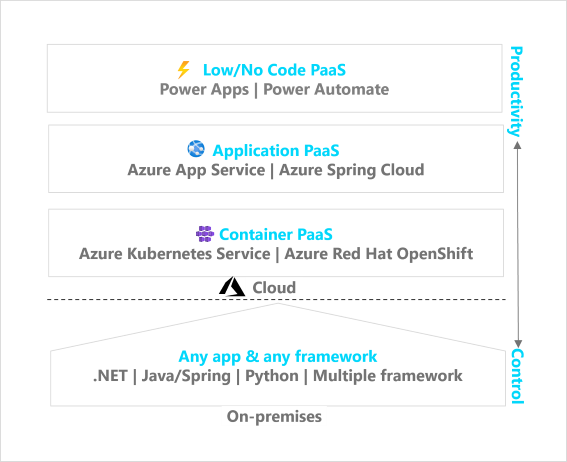 Low/No Code PaaS
Power Apps | Power Automate
Productivity
Application PaaS
Azure App Service | Azure Spring Cloud
Container PaaS
Azure Kubernetes Service | Azure Red Hat OpenShift
Cloud
Any app & any framework
.NET | Java/Spring | Python | Multiple framework
Control
On-premises